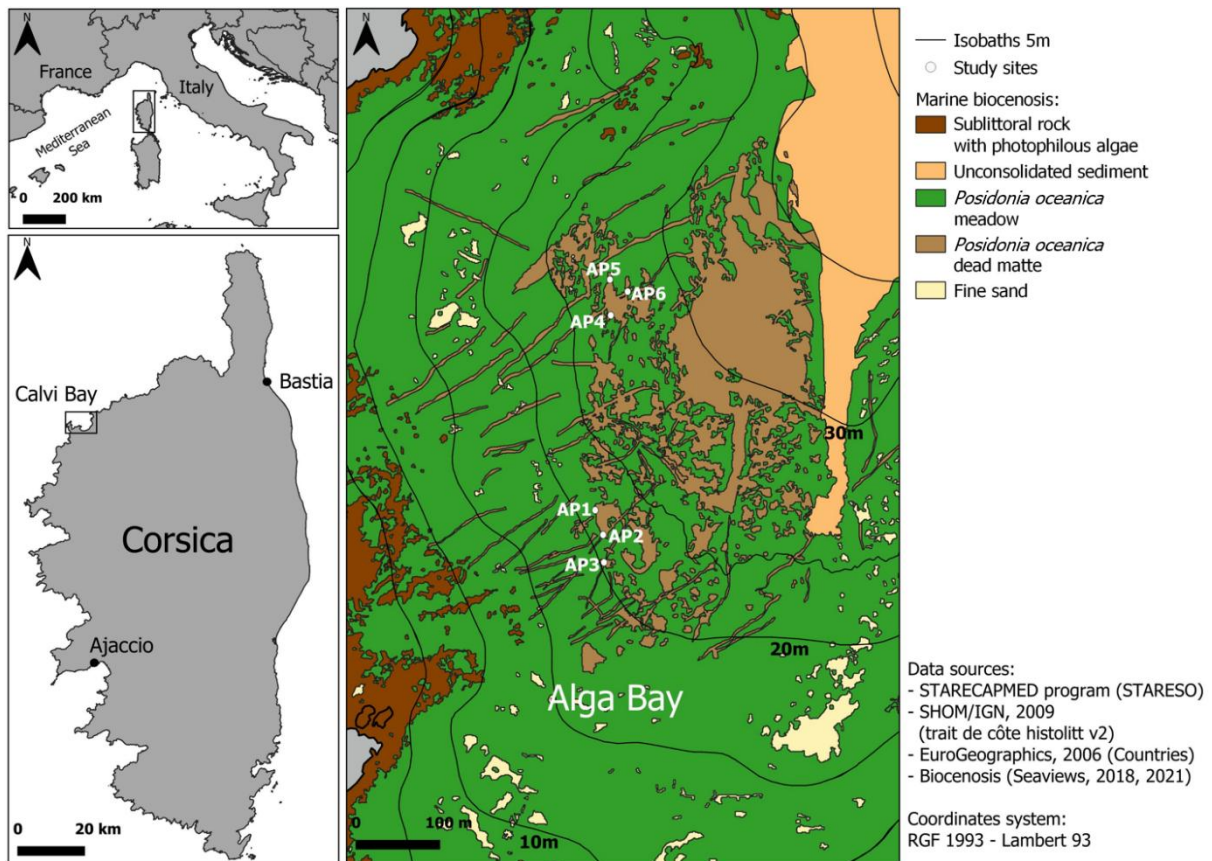 N
France
Italy
Mediterranean
Sea
0 200 km
N
Calvi Bay
Bastia
Corsica
Ajaccio
0 20 km
N
AP5
AP6
AP4
30m
AP1
AP2
AP3
20m
Alga Bay
0 100 m
10m
Isobaths 5m
Study sites
Marine biocenosis:
Sublittoral rock
with photophilous algae
Unconsolidated sediment
Posidonia oceanica
meadow
Posidonia oceanica
dead matte
Fine sand
Data sources:
- STARECAPMED program (STARESO)
- SHOM/IGN, 2009
(trait de côte histolitt v2)
- EuroGeographics, 2006 (Countries)
- Biocenosis (Seaviews, 2018, 2021)
Coordinates system:
RGF 1993 - Lambert 93